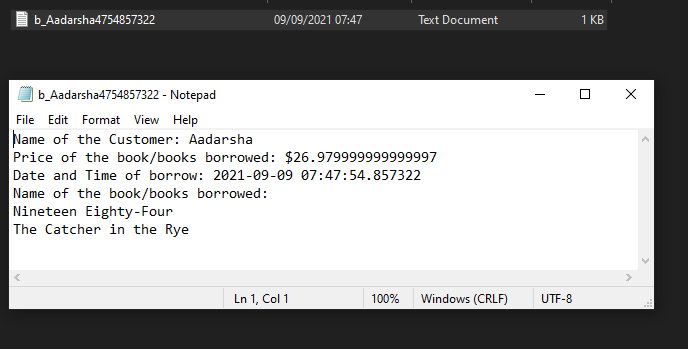 b_Aadarsha4754857322 09/09/2021 07:47 Text Document 1 KB
b_Aadarsha4754857322 - Notepad
File Edit Format View Help
Name of the Customer: Aadarsha
Price of the book/books borrowed: $26.979999999999997
Date and Time of borrow: 2021-09-09 07:47:54.857322
Name of the book/books borrowed:
Nineteen Eighty-Four
The Catcher in the Rye
Ln 1, Col 1 100% Windows (CRLF) UTF-8